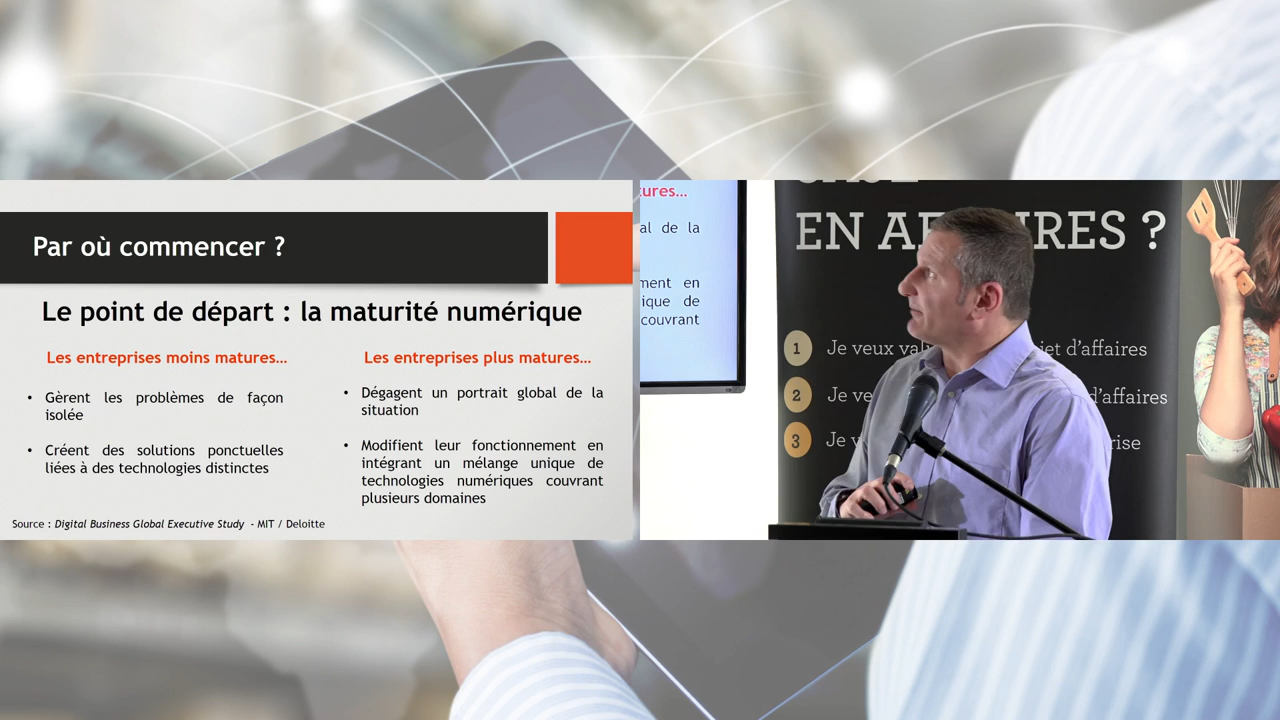 Par où commencer ?
Le point de départ : la maturité numérique
Les entreprises moins matures...
• Gèrent les problèmes de façon
isolée
• Créent des solutions ponctuelles
liées à des technologies distinctes
Les entreprises plus matures...
• Dégagent un portrait global de la
situation
• Modifient leur fonctionnement en
intégrant un mélange unique de
technologies numériques couvrant
plusieurs domaines
Source : Digital Business Global Executive Study - MIT / Deloitte
ures...
al de la
ment en
ique de
couvrant
EN AF IRES ?
1 Je veux val jet d'affaires
2 Je ve d'affaires
3 Je v rise